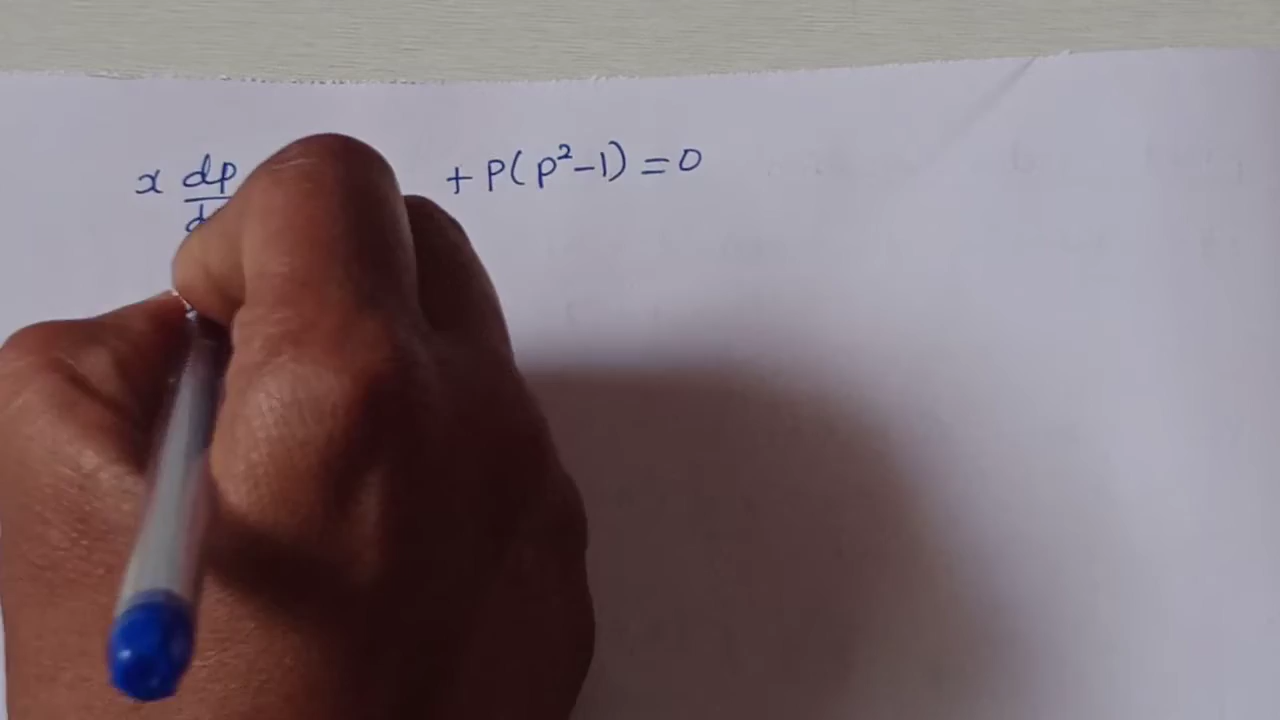 x dp + p(p²-1) = 0
d